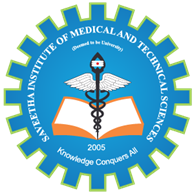 SAVEETHA INSTITUTE OF MEDICAL AND TECHNICAL SCIENCES
(Deemed to be University)
2005
Knowledge Conquers All